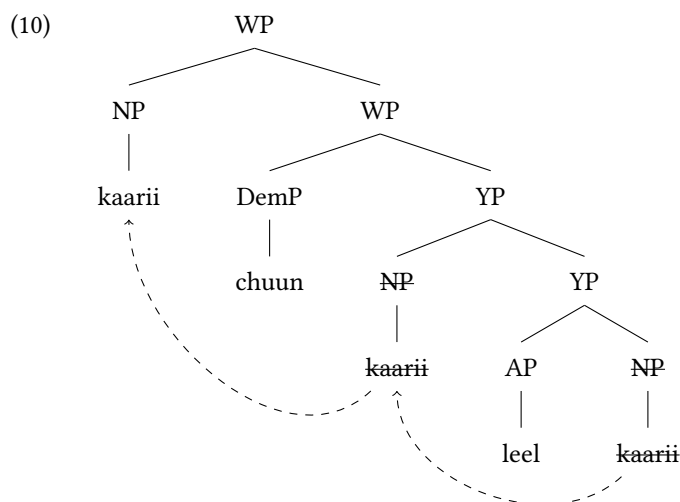 (10) WP
NP WP
kaarii DemP YP
chuun NP YP
kaarii AP NP
leel kaarii